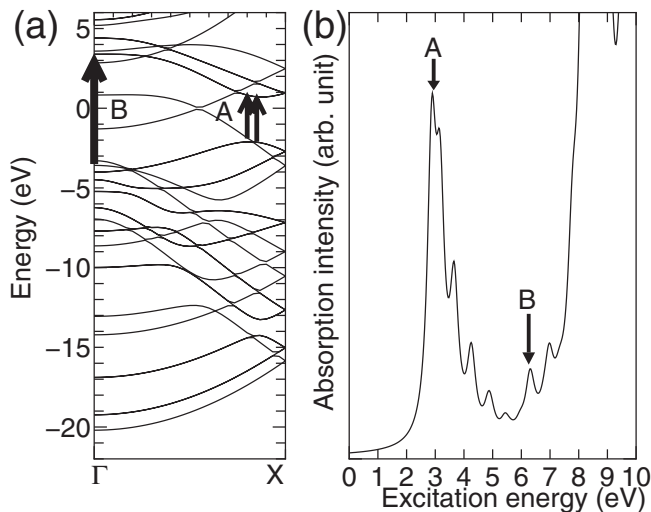 (a)
6
5
0
−5
−10
−15
−20
Energy (eV)
B
A
Γ
X
(b)
Absorption intensity (arb. unit)
A
B
0 1 2 3 4 5 6 7 8 9 10
Excitation energy (eV)